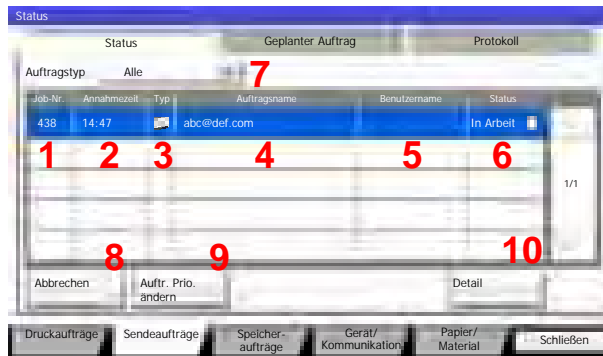 Status
Status Geplanter Auftrag Protokoll
Auftragstyp Alle 7
Job-Nr. Annahmezeit Typ Auftragsname Benutzername Status
438 14:47 abc@def.com In Arbeit
1 2 3 4 5 6
1/1
8 9 10
Abbrechen Auftr. Prio. ändern Detail
Druckaufträge Sendeaufträge Speicher-aufträge Gerät/Kommunikation Papier/Material Schließen